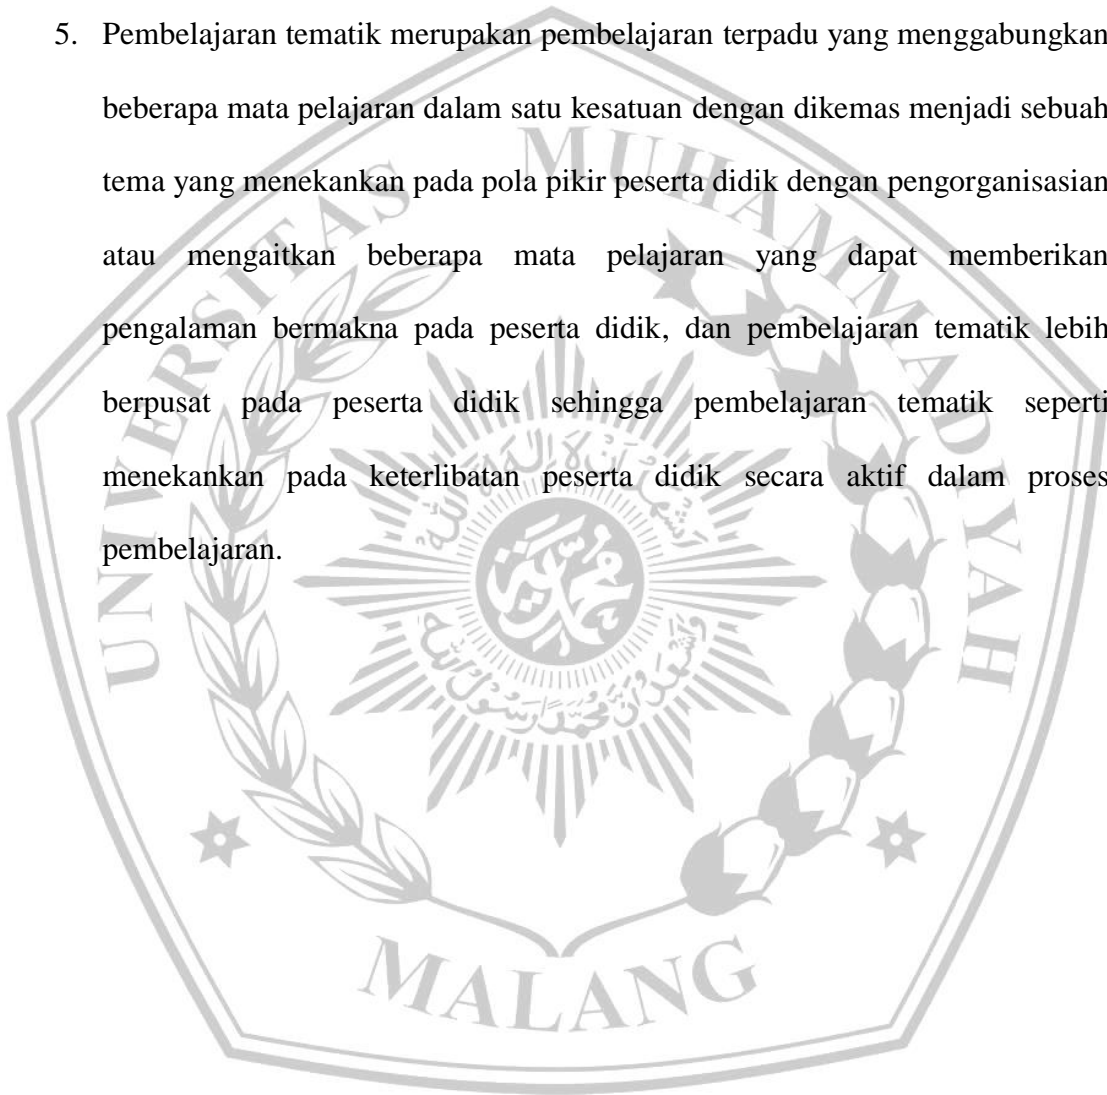 5. Pembelajaran tematik merupakan pembelajaran terpadu yang menggabungkan
beberapa mata pelajaran dalam satu kesatuan dengan dikemas menjadi sebuah
tema yang menekankan pada pola pikir peserta didik dengan pengorganisasian
atau mengaitkan beberapa mata pelajaran yang dapat memberikan
pengalaman bermakna pada peserta didik, dan pembelajaran tematik lebih
berpusat pada peserta didik sehingga pembelajaran tematik seperti
menekankan pada keterlibatan peserta didik secara aktif dalam proses
pembelajaran.
UNIVERSITAS MUHAMMADIYAH
MALANG